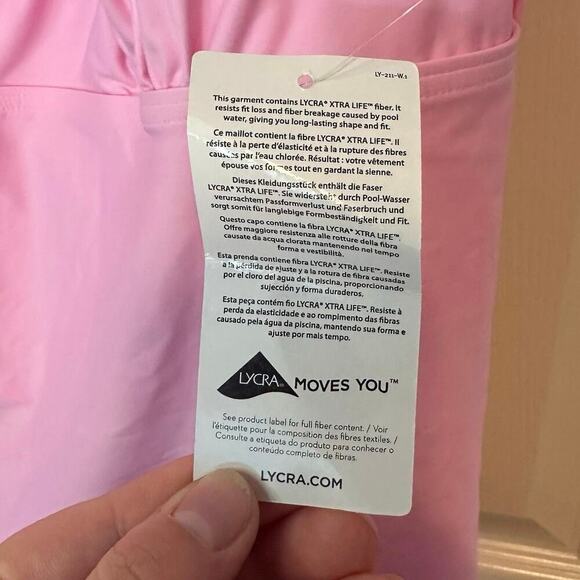 LY-211-W.1
This garment contains LYCRA® XTRA LIFE™ fiber. It
resists fit loss and fiber breakage caused by pool
water, giving you long-lasting shape and fit.
Ce maillot contient la fibre LYCRA® XTRA LIFE™. Il
résiste à la perte d'élasticité et à la rupture des fibres
causées par l'eau chlorée. Résultat : votre vêtement
épouse vos formes tout en gardant la sienne.
Dieses Kleidungsstück enthält die Faser
LYCRA® XTRA LIFE™. Sie widersteht durch Pool-Wasser
verursachtem Passformverlust und Faserbruch und
sorgt somit für langlebige Formbeständigkeit und Fit.
Questo capo contiene la fibra LYCRA® XTRA LIFE™.
Offre maggiore resistenza alle rotture della fibra
causate da acqua clorata mantenendo nel tempo
forma e vestibilità.
Esta prenda contiene fibra LYCRA® XTRA LIFE™. Resiste
a la pérdida de ajuste y a la rotura de fibra causadas
por el cloro del agua de la piscina, proporcionando
sujección y forma duraderos.
Esta peça contém fio LYCRA® XTRA LIFE™. Resiste à
perda da elasticidade e ao rompimento das fibras
causado pela água da piscina, mantendo sua forma e
ajuste por mais tempo.
LYCRA® MOVES YOU™
See product label for full fiber content. / Voir
l'étiquette pour la composition des fibres textiles. /
Consulte a etiqueta do produto para conhecer o
conteúdo completo de fibras.
LYCRA.COM